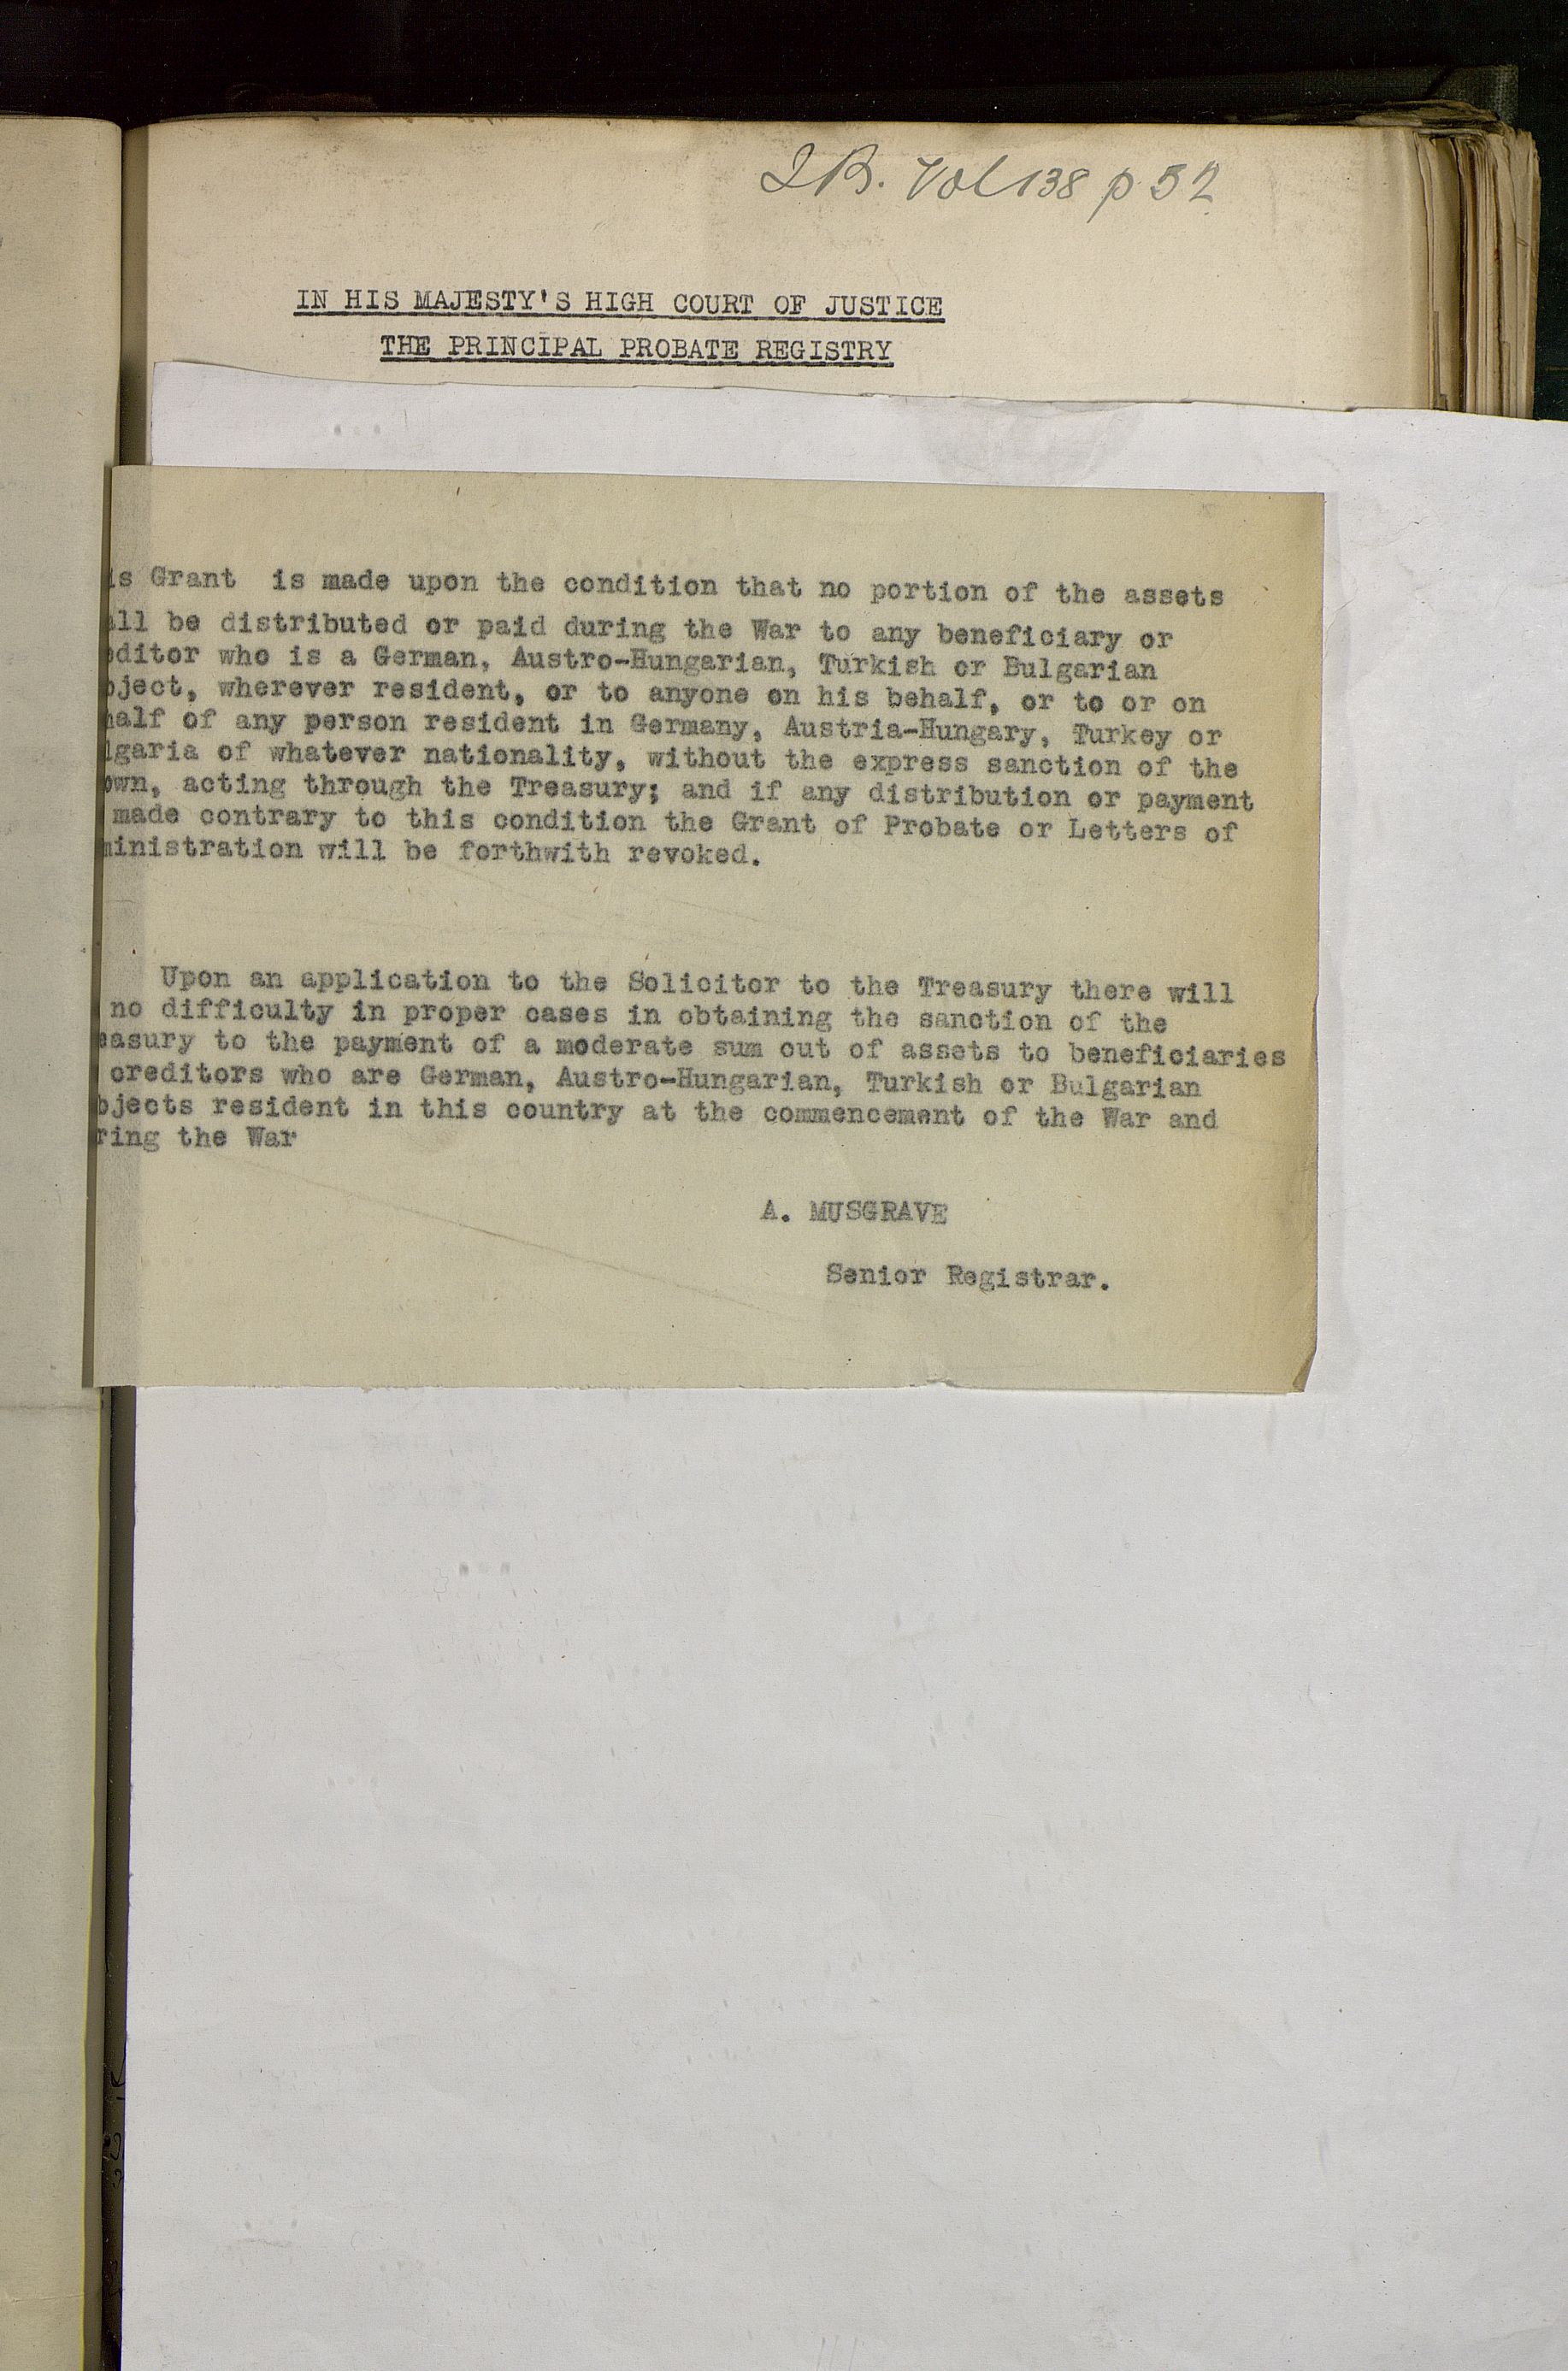 I.B. Vol 138 p 52
IN HIS MAJESTY'S HIGH COURT OF JUSTICE
THE PRINCIPAL PROBATE REGISTRY
is Grant is made upon the condition that no portion of the assets
all be distributed or paid during the War to any beneficiary or
editor who is a German, Austro-Hungarian, Turkish or Bulgarian
bject, wherever resident, or to anyone on his behalf, or to or on
half of any person resident in Germany, Austria-Hungary, Turkey or
lgaria of whatever nationality, without the express sanction of the
own, acting through the Treasury; and if any distribution or payment
made contrary to this condition the Grant of Probate or Letters of
ministration will be forthwith revoked.
Upon an application to the Solicitor to the Treasury there will
no difficulty in proper cases in obtaining the sanction of the
easury to the payment of a moderate sum out of assets to beneficiaries
creditors who are German, Austro-Hungarian, Turkish or Bulgarian
bjects resident in this country at the commencement of the War and
ring the War
A. MUSGRAVE
Senior Registrar.